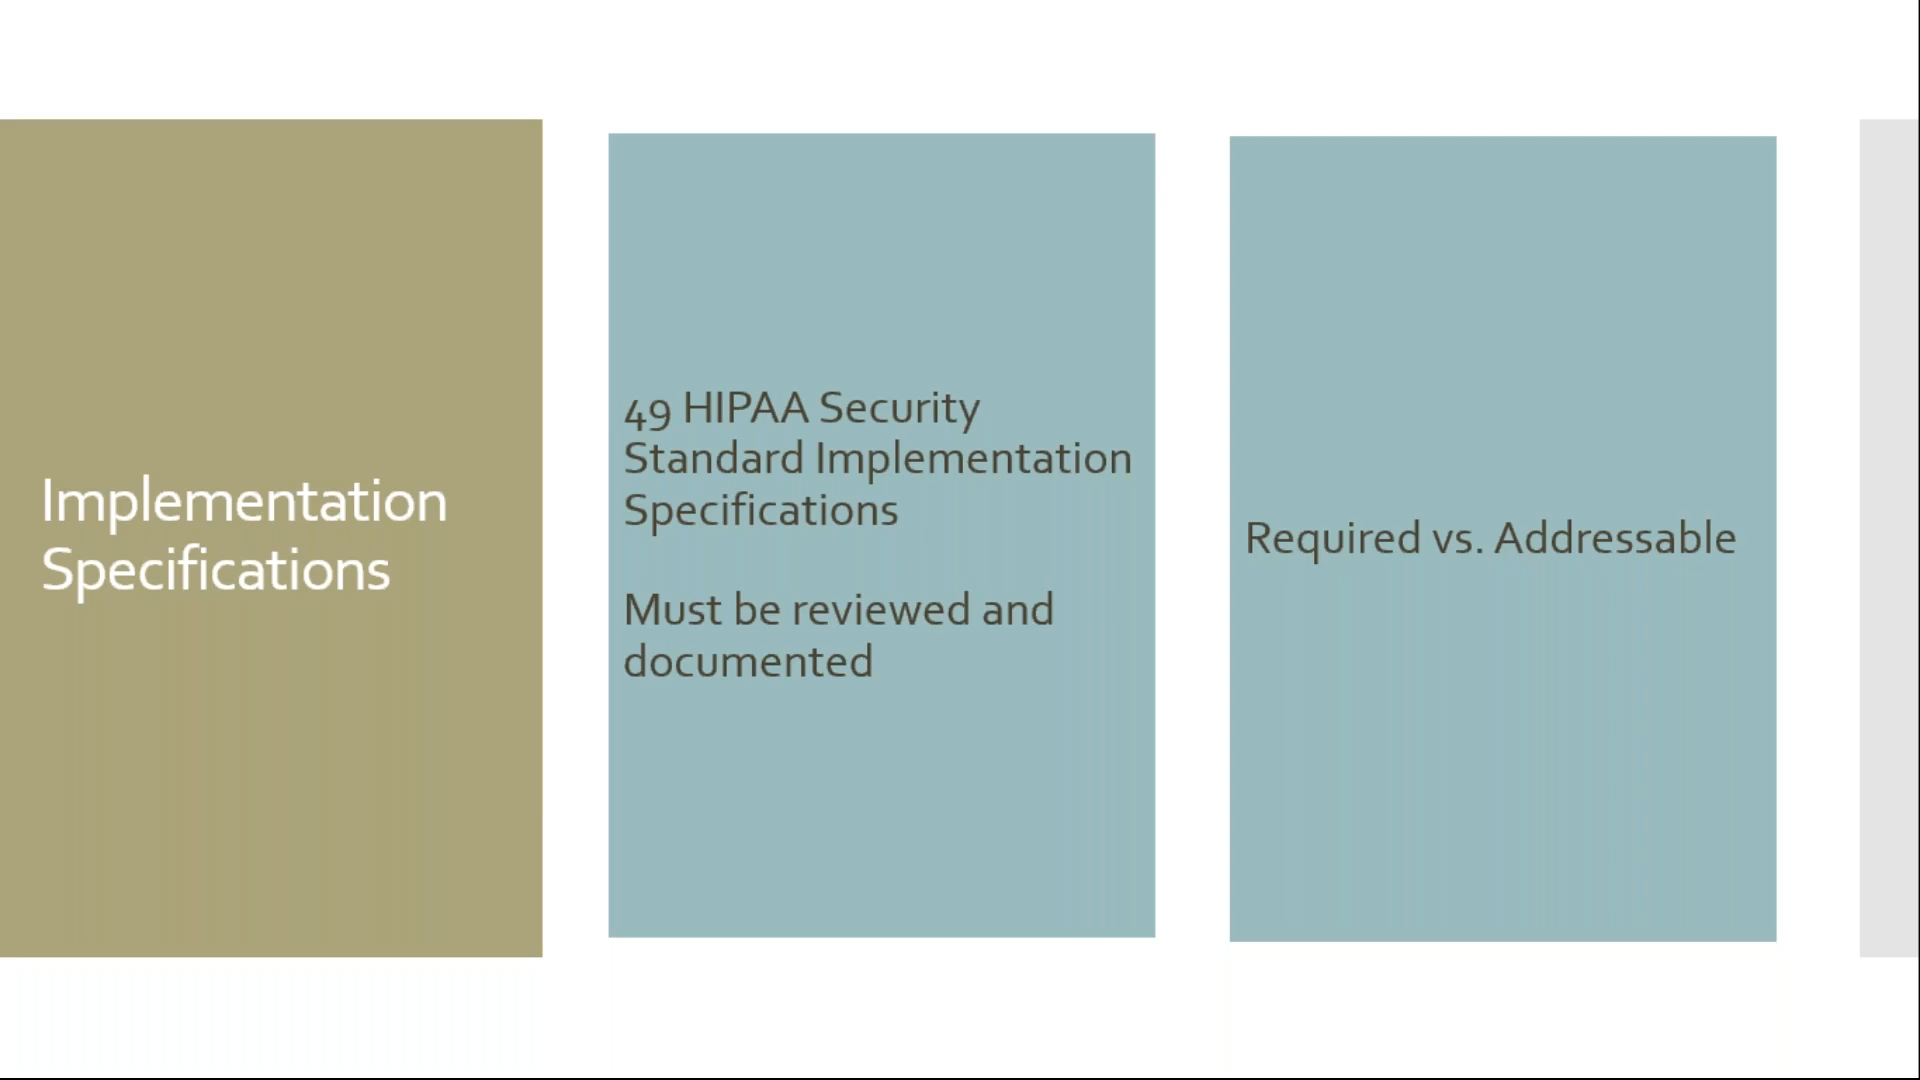 Implementation
Specifications
49 HIPAA Security
Standard Implementation
Specifications
Must be reviewed and
documented
Required vs. Addressable